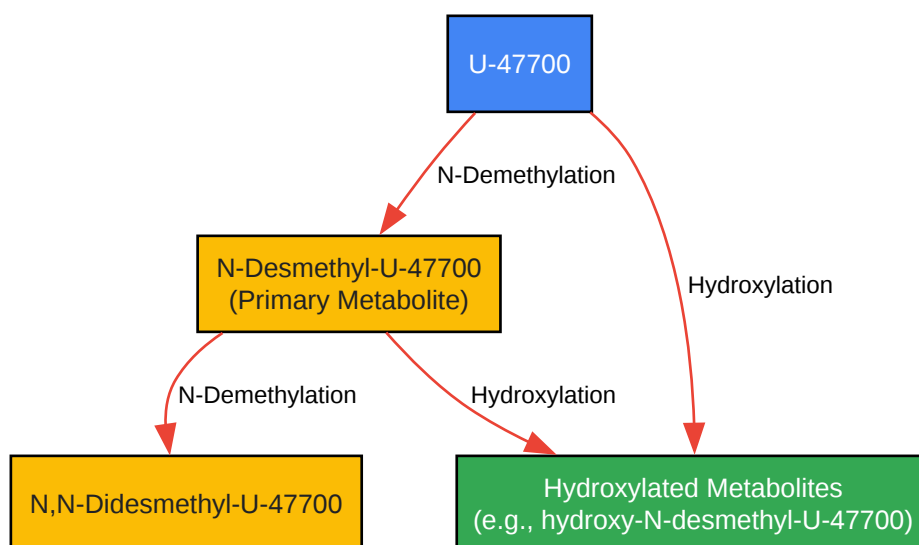 U-47700
N-Demethylation
N-Desmethyl-U-47700
(Primary Metabolite)
Hydroxylation
N-Demethylation
Hydroxylation
N,N-Didesmethyl-U-47700
Hydroxylated Metabolites
(e.g., hydroxy-N-desmethyl-U-47700)